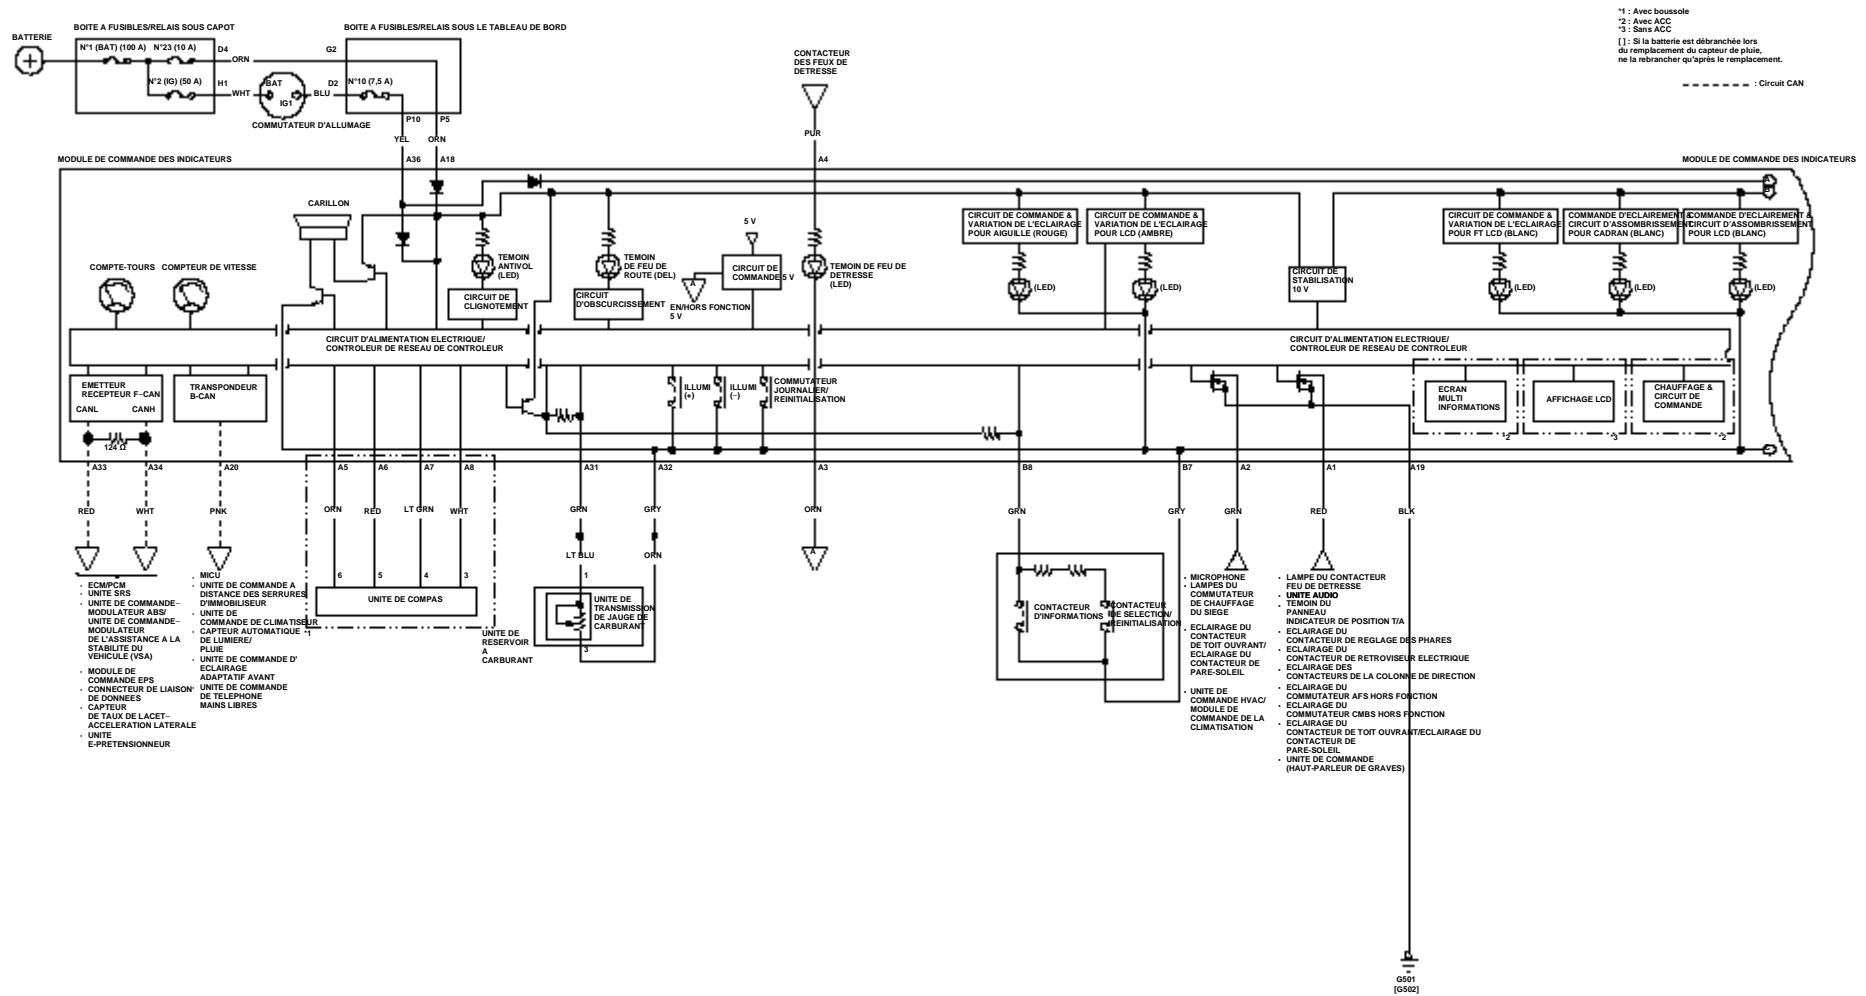 *1 : Avec boussole
*2 : Avec ACC
*3 : Sans ACC
[ ] : Si la batterie est débranchée lors
du remplacement du capteur de pluie,
ne la rebrancher qu'après le remplacement.
: Circuit CAN
BATTERIE
BOITE A FUSIBLES/RELAIS SOUS CAPOT
N°1 (BAT) (100 A)
N°23 (10 A)
N°2 (IG) (50 A)
D4
ORN
H1
WHT
BAT
IG1
COMMUTATEUR D'ALLUMAGE
BLU
BOITE A FUSIBLES/RELAIS SOUS LE TABLEAU DE BORD
G2
D2
N°10 (7,5 A)
P10
P5
YEL
ORN
A36
A18
CONTACTEUR
DES FEUX DE
DETRESSE
PUR
A4
MODULE DE COMMANDE DES INDICATEURS
MODULE DE COMMANDE DES INDICATEURS
A
B
CARILLON
COMPTE-TOURS
COMPTEUR DE VITESSE
TEMOIN
ANTIVOL
(LED)
CIRCUIT DE
CLIGNOTEMENT
TEMOIN
DE FEU DE
ROUTE (DEL)
CIRCUIT
D'OBSCURCISSEMENT
5 V
CIRCUIT DE
COMMANDE 5 V
A
EN/HORS FONCTION
5 V
TEMOIN DE FEU DE
DETRESSE
(LED)
CIRCUIT DE COMMANDE &
VARIATION DE L'ECLAIRAGE
POUR AIGUILLE (ROUGE)
(LED)
CIRCUIT DE COMMANDE &
VARIATION DE L'ECLAIRAGE
POUR LCD (AMBRE)
(LED)
CIRCUIT DE
STABILISATION
10 V
CIRCUIT DE COMMANDE &
VARIATION DE L'ECLAIRAGE
POUR FT LCD (BLANC)
(LED)
COMMANDE D'ECLAIREMENT &
CIRCUIT D'ASSOMBRISSEMENT
POUR CADRAN (BLANC)
(LED)
COMMANDE D'ECLAIREMENT &
CIRCUIT D'ASSOMBRISSEMENT
POUR LCD (BLANC)
(LED)
CIRCUIT D'ALIMENTATION ELECTRIQUE/
CONTROLEUR DE RESEAU DE CONTROLEUR
CIRCUIT D'ALIMENTATION ELECTRIQUE/
CONTROLEUR DE RESEAU DE CONTROLEUR
EMETTEUR
RECEPTEUR F-CAN
CANL
CANH
124 Ω
TRANSPONDEUR
B-CAN
ILLUMI
(+)
ILLUMI
(−)
COMMUTATEUR
JOURNALIER/
REINITIALISATION
ECRAN
MULTI
INFORMATIONS
*2
AFFICHAGE LCD
*3
CHAUFFAGE &
CIRCUIT DE
COMMANDE
*2
A33
A34
A20
A5
A6
A7
A8
A31
A32
A3
B8
B7
A2
A1
A19
RED
WHT
PNK
ORN
RED
LT GRN
WHT
GRN
GRY
ORN
GRN
GRY
GRN
RED
BLK
LT BLU
ORN
A
- ECM/PCM
- UNITE SRS
- UNITE DE COMMANDE-
MODULATEUR ABS/
UNITE DE COMMANDE-
MODULATEUR
DE L'ASSISTANCE A LA
STABILITE DU
VEHICULE (VSA)
- MODULE DE
COMMANDE EPS
- CONNECTEUR DE LIAISON
DE DONNEES
- CAPTEUR
DE TAUX DE LACET-
ACCELERATION LATERALE
- UNITE
E-PRETENSIONNEUR
- MICU
- UNITE DE COMMANDE A
DISTANCE DES SERRURES
D'IMMOBILISEUR
- UNITE DE
COMMANDE DE CLIMATISEUR
- CAPTEUR AUTOMATIQUE
DE LUMIERE/
PLUIE
- UNITE DE COMMANDE D'
ECLAIRAGE
ADAPTATIF AVANT
- UNITE DE COMMANDE
DE TELEPHONE
MAINS LIBRES
6
5
4
3
UNITE DE COMPAS
*1
1
UNITE DE
TRANSMISSION
DE JAUGE DE
CARBURANT
3
UNITE DE
RESERVOIR
A
CARBURANT
CONTACTEUR
D'INFORMATIONS
CONTACTEUR
DE SELECTION/
REINITIALISATION
- MICROPHONE
- LAMPES DU
COMMUTATEUR
DE CHAUFFAGE
DU SIEGE
- ECLAIRAGE DU
CONTACTEUR
DE TOIT OUVRANT/
ECLAIRAGE DU
CONTACTEUR DE
PARE-SOLEIL
- UNITE DE
COMMANDE HVAC/
MODULE DE
COMMANDE DE LA
CLIMATISATION
- LAMPE DU CONTACTEUR
FEU DE DETRESSE
- UNITE AUDIO
- TEMOIN DU
PANNEAU
INDICATEUR DE POSITION T/A
- ECLAIRAGE DU
CONTACTEUR DE REGLAGE DES PHARES
- ECLAIRAGE DU
CONTACTEUR DE RETROVISEUR ELECTRIQUE
- ECLAIRAGE DES
CONTACTEURS DE LA COLONNE DE DIRECTION
- ECLAIRAGE DU
COMMUTATEUR AFS HORS FONCTION
- ECLAIRAGE DU
COMMUTATEUR CMBS HORS FONCTION
- ECLAIRAGE DU
CONTACTEUR DE TOIT OUVRANT/ECLAIRAGE DU
CONTACTEUR DE
PARE-SOLEIL
- UNITE DE COMMANDE
(HAUT-PARLEUR DE GRAVES)
G501
[G502]